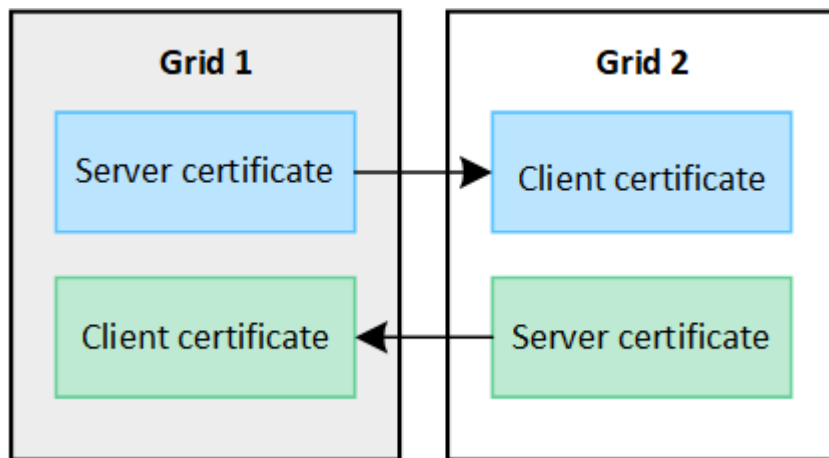 Grid 1
Grid 2
Server certificate
Client certificate
Client certificate
Server certificate